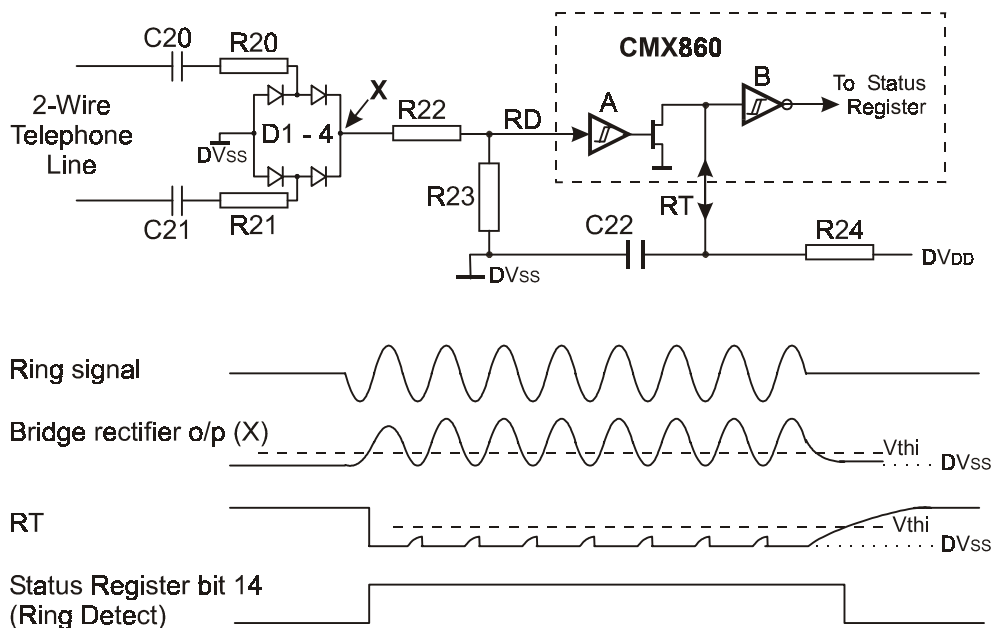 C20
R20
CMX860
2-Wire
Telephone
Line
D1 - 4
DVSS
X
R22
RD
A
B
To Status
Register
C21
R21
R23
RT
C22
R24
DVSS
DVDD
Ring signal
Bridge rectifier o/p (X)
Vthi
DVSS
RT
Vthi
DVSS
Status Register bit 14
(Ring Detect)